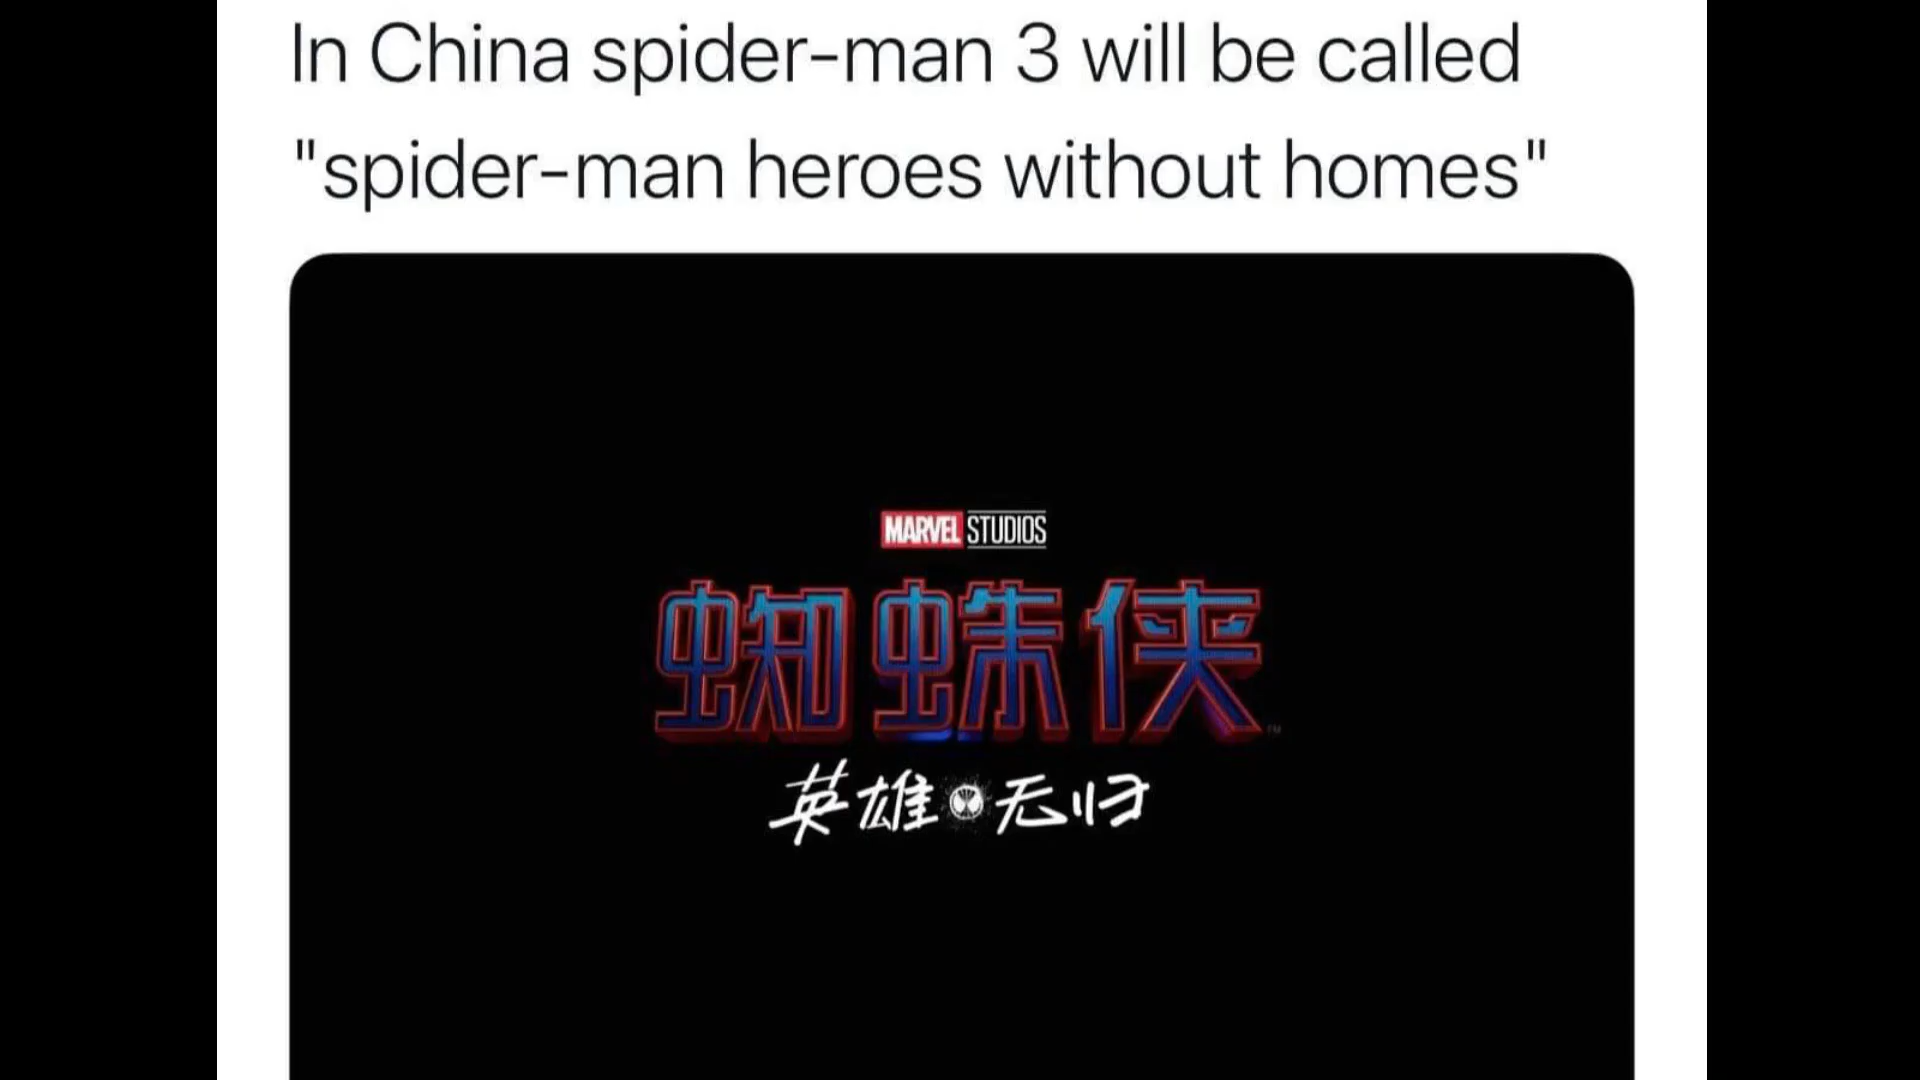 In China spider-man 3 will be called
"spider-man heroes without homes"
MARVEL STUDIOS
蜘蛛侠 TM
英雄无归